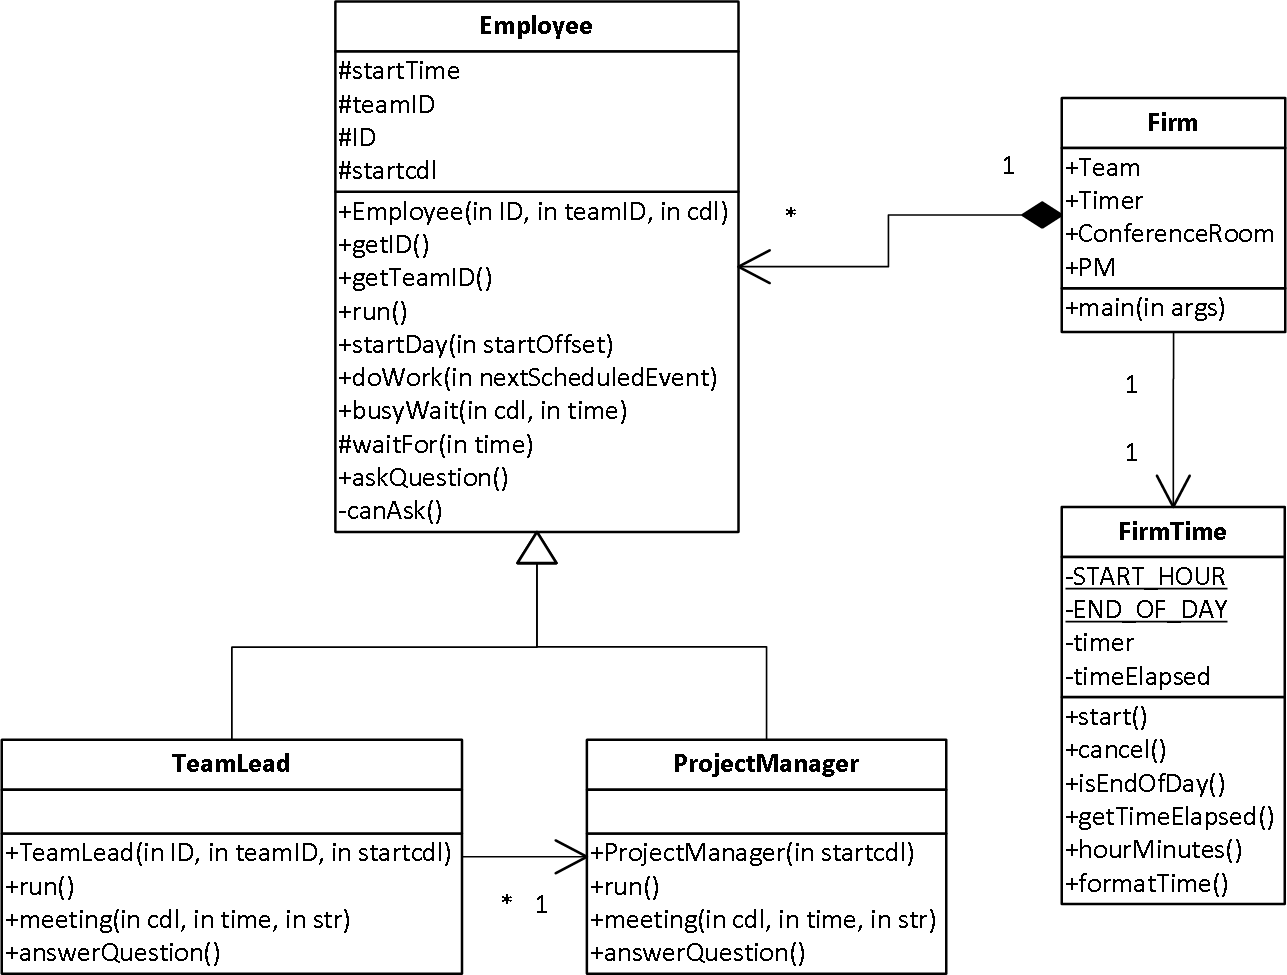 Employee
#startTime
#teamID
#ID
#startcdl
+Employee(in ID, in teamID, in cdl)
+getID()
+getTeamID()
+run()
+startDay(in startOffset)
+doWork(in nextScheduledEvent)
+busyWait(in cdl, in time)
#waitFor(in time)
+askQuestion()
-canAsk()
*
1
Firm
+Team
+Timer
+ConferenceRoom
+PM
+main(in args)
1
1
FirmTime
-START_HOUR
-END_OF_DAY
-timer
-timeElapsed
+start()
+cancel()
+isEndOfDay()
+getTimeElapsed()
+hourMinutes()
+formatTime()
TeamLead
+TeamLead(in ID, in teamID, in startcdl)
+run()
+meeting(in cdl, in time, in str)
+answerQuestion()
* 1
ProjectManager
+ProjectManager(in startcdl)
+run()
+meeting(in cdl, in time, in str)
+answerQuestion()